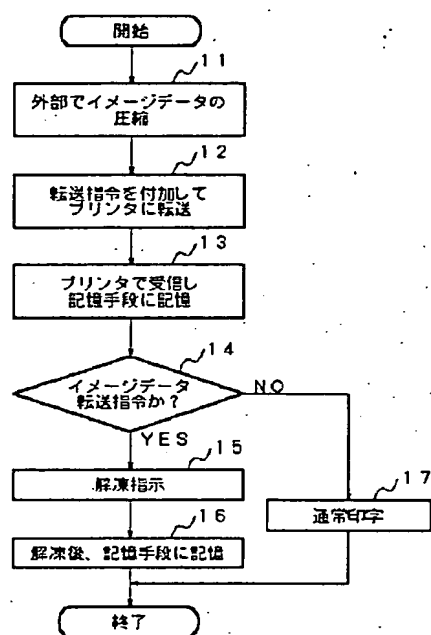 開始
11
外部でイメージデータの
圧縮
12
転送指令を付加して
プリンタに転送
13
プリンタで受信し
記憶手段に記憶
14
イメージデータ
転送指令か?
NO
YES
15
解凍指示
17
通常印字
16
解凍後、記憶手段に記憶
終了